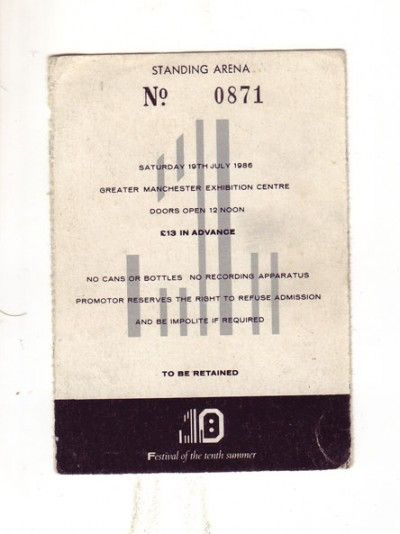 STANDING ARENA
Nº. 0871
SATURDAY 19TH JULY 1986
GREATER MANCHESTER EXHIBITION CENTRE
DOORS OPEN 12 NOON
£13 IN ADVANCE
NO CANS OR BOTTLES NO RECORDING APPARATUS
PROMOTOR RESERVES THE RIGHT TO REFUSE ADMISSION
AND BE IMPOLITE IF REQUIRED
TO BE RETAINED
10
Festival of the tenth summer